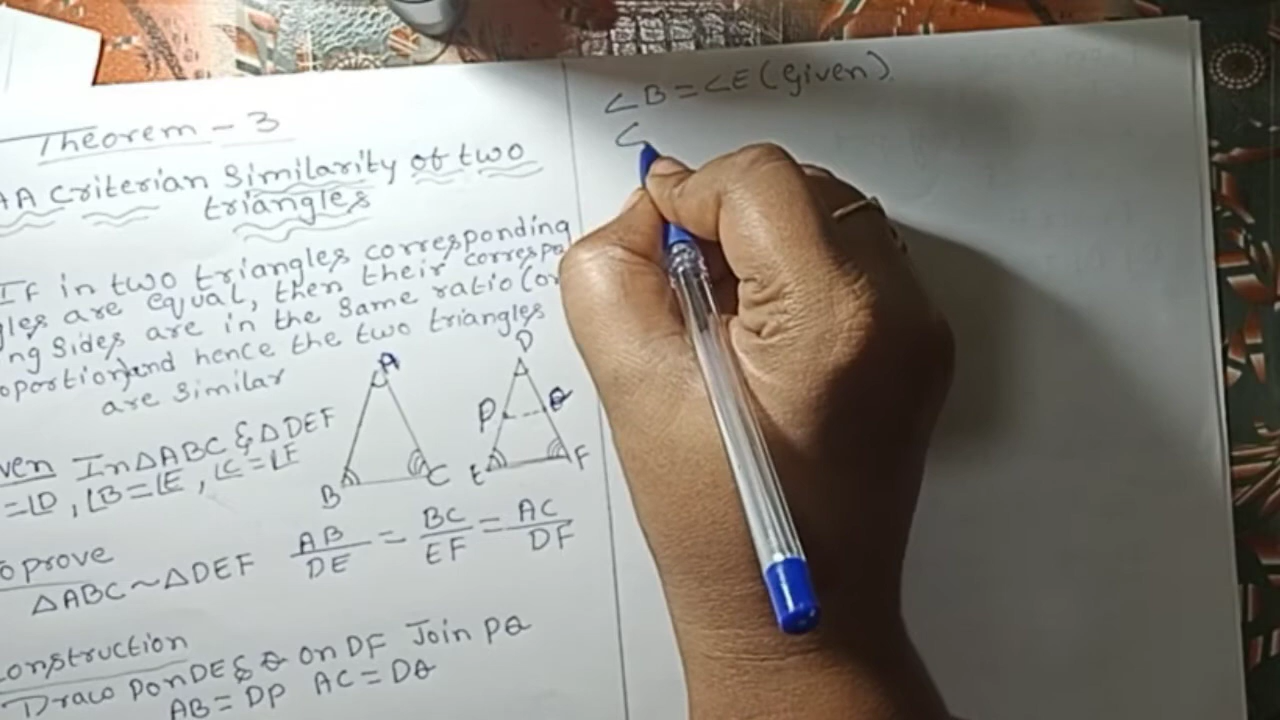 Theorem - 3
AA Criterian Similarity of two
triangles
If in two triangles corresponding
gles are equal, then their correspo
ng sides are in the same ratio (or
oportion) and hence the two triangles
are similar
A
B
C
D
P
Q
E
F
ven In △ABC & △DEF
=∠D, ∠B=∠E, ∠C=∠F
o prove
△ABC ~ △DEF AB/DE = BC/EF = AC/DF
onstruction
Draw P on DE & Q on DF Join PQ
AB = DP AC = DQ
∠B = ∠E (Given)
∠